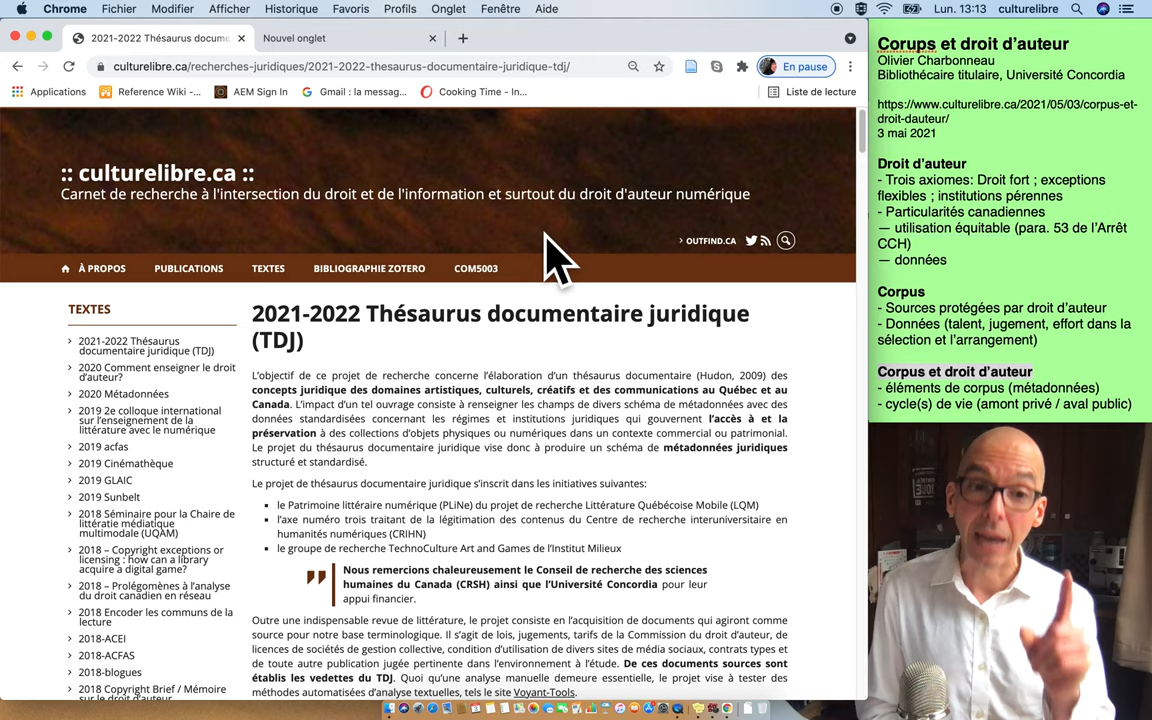 Chrome Fichier Modifier Afficher Historique Favoris Profils Onglet Fenêtre Aide
Lun. 13:13 culturelibre
2021-2022 Thésaurus docume
Nouvel onglet
culturelibre.ca/recherches-juridiques/2021-2022-thesaurus-documentaire-juridique-tdj/
En pause
Applications
Reference Wiki -...
AEM Sign In
Gmail : la messag...
Cooking Time - In...
Liste de lecture
:: culturelibre.ca ::
Carnet de recherche à l'intersection du droit et de l'information et surtout du droit d'auteur numérique
OUTFIND.CA
À PROPOS PUBLICATIONS TEXTES BIBLIOGRAPHIE ZOTERO COM5003
TEXTES
2021-2022 Thésaurus
documentaire juridique (TDJ)
2020 Comment enseigner le droit
d'auteur?
2020 Métadonnées
2019 2e colloque international
sur l'enseignement de la
littérature avec le numérique
2019 acfas
2019 Cinémathèque
2019 GLAIC
2019 Sunbelt
2018 Séminaire pour la Chaire de
littératie médiatique
multimodale (UQAM)
2018 – Copyright exceptions or
licensing : how can a library
acquire a digital game?
2018 – Prolégomènes à l'analyse
du droit canadien en réseau
2018 Encoder les communs de la
lecture
2018-ACEI
2018-ACFAS
2018-blogues
2018 Copyright Brief / Mémoire
sur le droit d'auteur
2021-2022 Thésaurus documentaire juridique
(TDJ)
L'objectif de ce projet de recherche concerne l'élaboration d'un thésaurus documentaire (Hudon, 2009) des
concepts juridique des domaines artistiques, culturels, créatifs et des communications au Québec et au
Canada. L'impact d'un tel ouvrage consiste à renseigner les champs de divers schéma de métadonnées avec des
données standardisées concernant les régimes et institutions juridiques qui gouvernent l'accès à et la
préservation à des collections d'objets physiques ou numériques dans un contexte commercial ou patrimonial.
Le projet du thésaurus documentaire juridique vise donc à produire un schéma de métadonnées juridiques
structuré et standardisé.
Le projet de thésaurus documentaire juridique s'inscrit dans les initiatives suivantes:
le Patrimoine littéraire numérique (PLiNe) du projet de recherche Littérature Québécoise Mobile (LQM)
l'axe numéro trois traitant de la légitimation des contenus du Centre de recherche interuniversitaire en
humanités numériques (CRIHN)
le groupe de recherche TechnoCulture Art and Games de l'Institut Milieux
Nous remercions chaleureusement le Conseil de recherche des sciences
humaines du Canada (CRSH) ainsi que l'Université Concordia pour leur
appui financier.
Outre une indispensable revue de littérature, le projet consiste en l'acquisition de documents qui agiront comme
source pour notre base terminologique. Il s'agit de lois, jugements, tarifs de la Commission du droit d'auteur, de
licences de sociétés de gestion collective, condition d'utilisation de divers sites de média sociaux, contrats types et
de toute autre publication jugée pertinente dans l'environnement à l'étude. De ces documents sources sont
établis les vedettes du TDJ. Quoi qu'une analyse manuelle demeure essentielle, le projet vise à tester des
méthodes automatisées d'analyse textuelles, tels le site Voyant-Tools.
Corups et droit d'auteur
Olivier Charbonneau
Bibliothécaire titulaire, Université Concordia
https://www.culturelibre.ca/2021/05/03/corpus-et-
droit-dauteur/
3 mai 2021
Droit d'auteur
- Trois axiomes: Droit fort ; exceptions
flexibles ; institutions pérennes
- Particularités canadiennes
— utilisation équitable (para. 53 de l'Arrêt
CCH)
— données
Corpus
- Sources protégées par droit d'auteur
- Données (talent, jugement, effort dans la
sélection et l'arrangement)
Corpus et droit d'auteur
- éléments de corpus (métadonnées)
- cycle(s) de vie (amont privé / aval public)